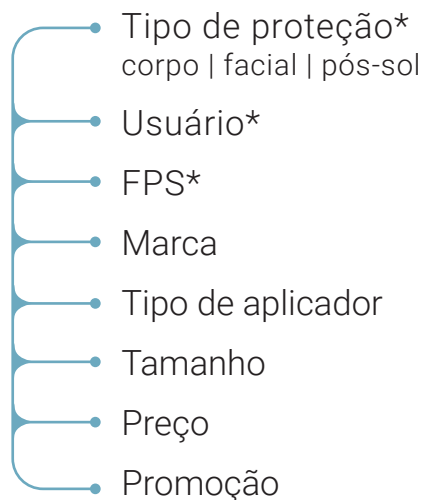 Tipo de proteção*
corpo | facial | pós-sol
Usuário*
FPS*
Marca
Tipo de aplicador
Tamanho
Preço
Promoção